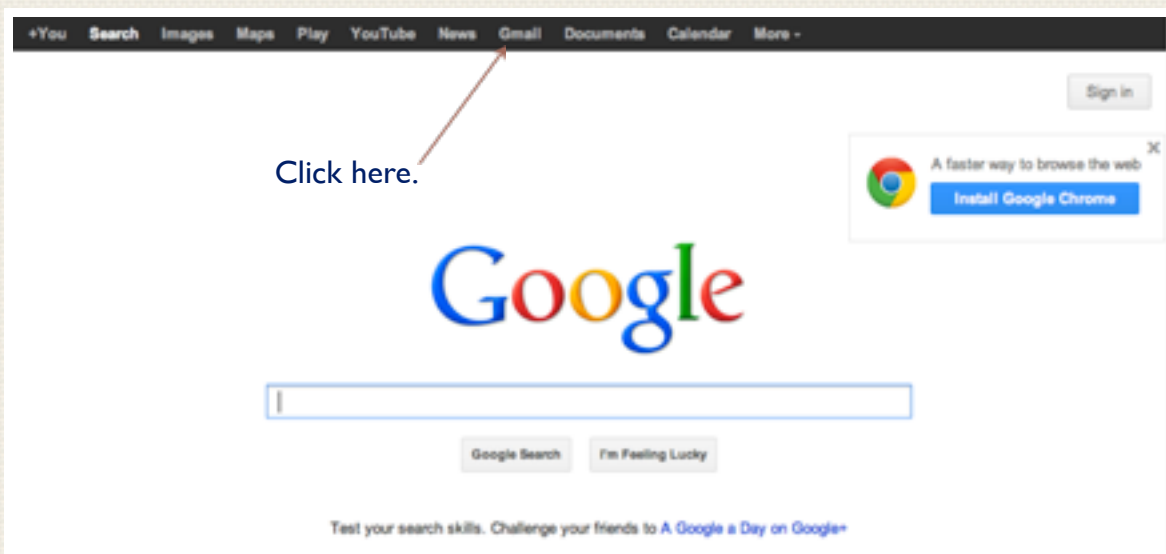 +You Search Images Maps Play YouTube News Gmail Documents Calendar More
Sign in
Click here.
A faster way to browse the web
Install Google Chrome
Google
Google Search I'm Feeling Lucky
Test your search skills. Challenge your friends to A Google a Day on Google+